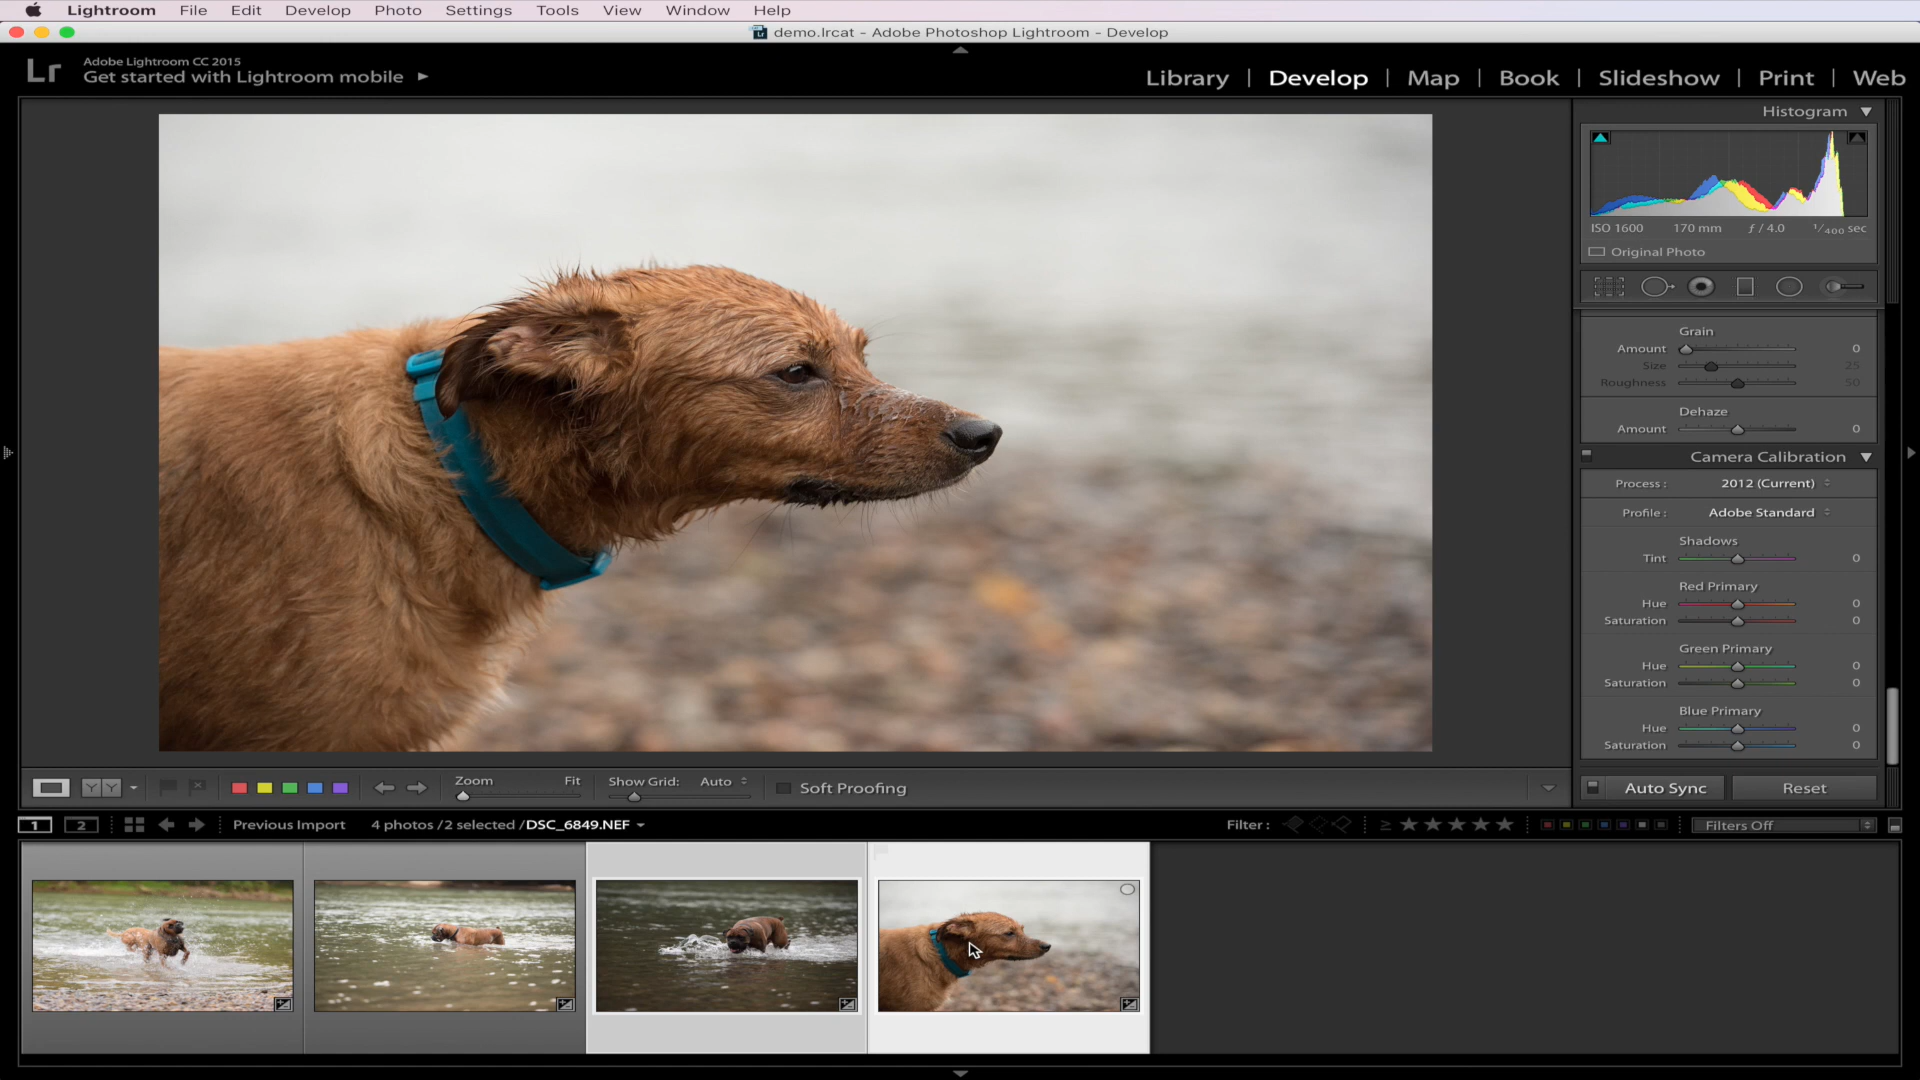 Lightroom File Edit Develop Photo Settings Tools View Window Help
demo.lrcat - Adobe Photoshop Lightroom - Develop
Lr
Adobe Lightroom CC 2015
Get started with Lightroom mobile
Library | Develop | Map | Book | Slideshow | Print | Web
Histogram
ISO 1600 170 mm ƒ / 4.0 1/400 sec
Original Photo
Grain
Amount 0
Size 25
Roughness 50
Dehaze
Amount 0
Camera Calibration
Process : 2012 (Current)
Profile : Adobe Standard
Shadows
Tint 0
Red Primary
Hue 0
Saturation 0
Green Primary
Hue 0
Saturation 0
Blue Primary
Hue 0
Saturation 0
Y Y Zoom Fit Show Grid: Auto Soft Proofing
Auto Sync Reset
1 2 Previous Import 4 photos /2 selected /DSC_6849.NEF Filter : ≥ ★★★★★ Filters Off